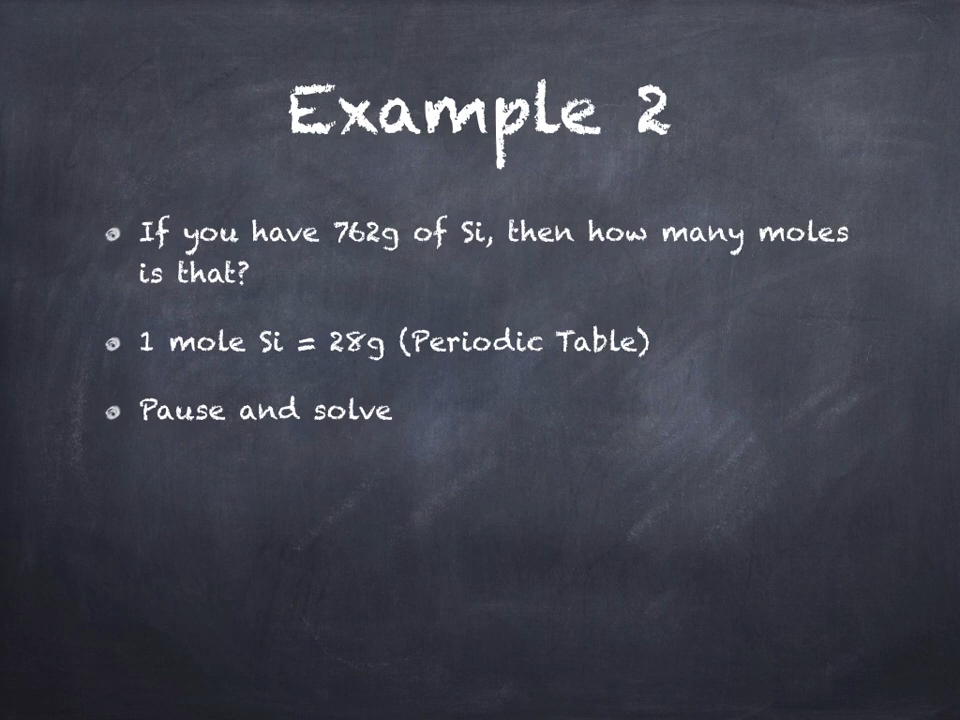 Example 2
If you have 762g of Si, then how many moles
is that?
1 mole Si = 28g (Periodic Table)
Pause and solve